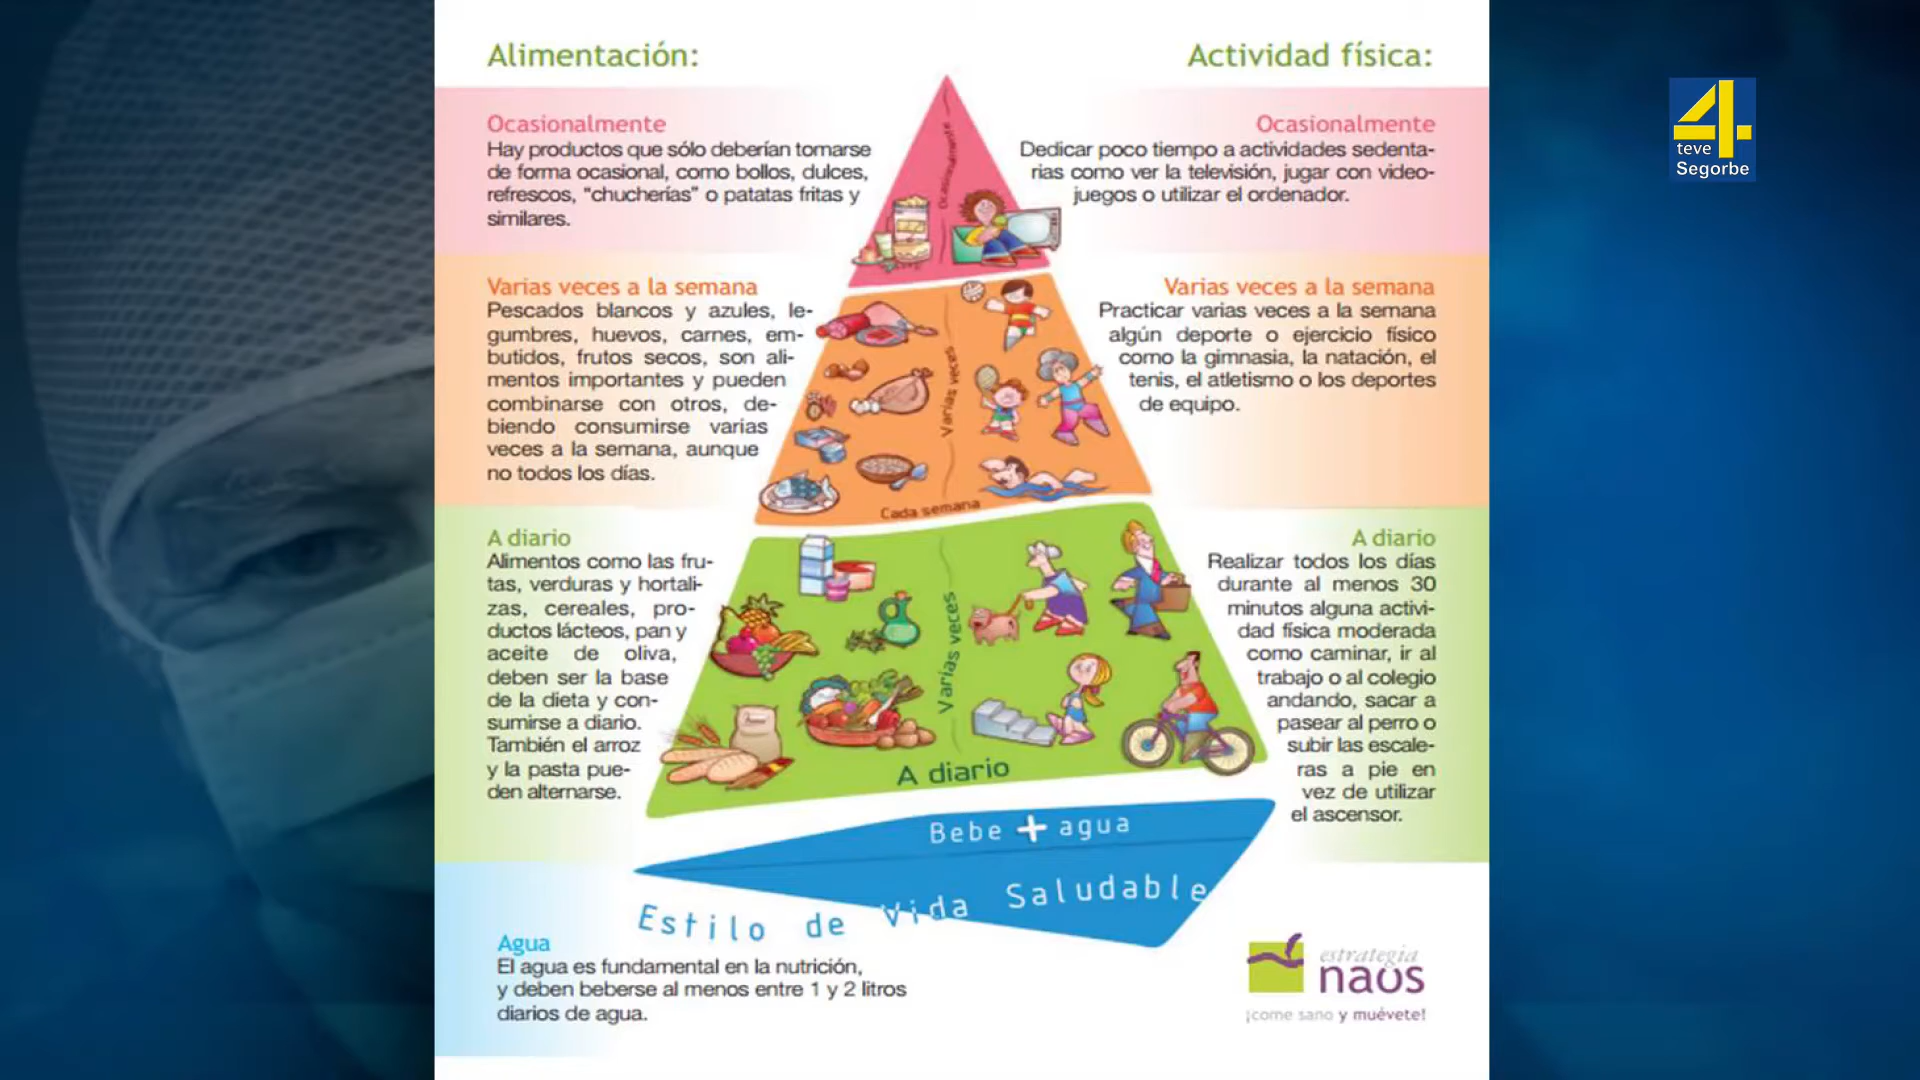 Alimentación:
Actividad física:
Ocasionalmente
Hay productos que sólo deberían tomarse
de forma ocasional, como bollos, dulces,
refrescos, "chucherías" o patatas fritas y
similares.
Ocasionalmente
Dedicar poco tiempo a actividades sedenta-
rias como ver la televisión, jugar con video-
juegos o utilizar el ordenador.
Ocasionalmente
Varias veces a la semana
Pescados blancos y azules, le-
gumbres, huevos, carnes, em-
butidos, frutos secos, son ali-
mentos importantes y pueden
combinarse con otros, de-
biendo consumirse varias
veces a la semana, aunque
no todos los días.
Varias veces a la semana
Practicar varias veces a la semana
algún deporte o ejercicio físico
como la gimnasia, la natación, el
tenis, el atletismo o los deportes
de equipo.
Varias veces
Cada semana
A diario
Alimentos como las fru-
tas, verduras y hortali-
zas, cereales, pro-
ductos lácteos, pan y
aceite de oliva,
deben ser la base
de la dieta y con-
sumirse a diario.
También el arroz
y la pasta pue-
den alternarse.
A diario
Realizar todos los días
durante al menos 30
minutos alguna activi-
dad física moderada
como caminar, ir al
trabajo o al colegio
andando, sacar a
pasear al perro o
subir las escale-
ras a pie en
vez de utilizar
el ascensor.
Varias veces
A diario
Bebe + agua
Estilo de Vida Saludable
Agua
El agua es fundamental en la nutrición,
y deben beberse al menos entre 1 y 2 litros
diarios de agua.
estrategia
naos
¡come sano y muévete!
4
teve
Segorbe